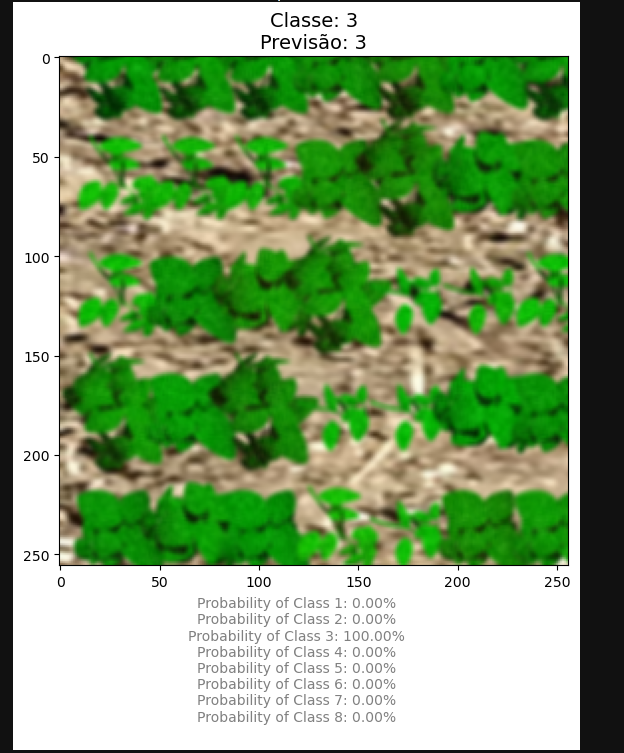 Classe: 3
Previsão: 3
0
50
100
150
200
250
0 50 100 150 200 250
Probability of Class 1: 0.00%
Probability of Class 2: 0.00%
Probability of Class 3: 100.00%
Probability of Class 4: 0.00%
Probability of Class 5: 0.00%
Probability of Class 6: 0.00%
Probability of Class 7: 0.00%
Probability of Class 8: 0.00%